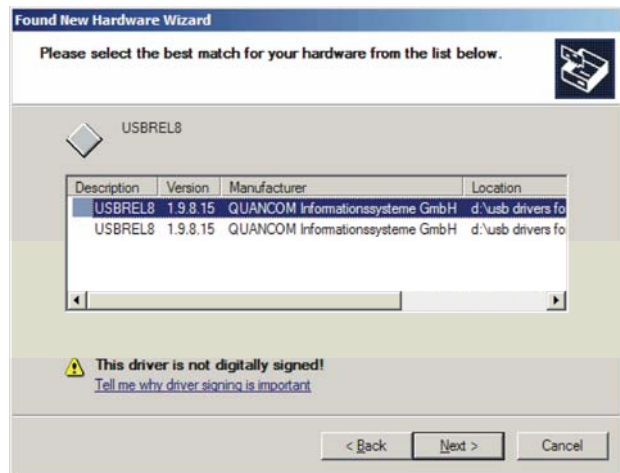 Found New Hardware Wizard
Please select the best match for your hardware from the list below.
USBREL8
Description Version Manufacturer Location
USBREL8 1.9.8.15 QUANCOM Informationssysteme GmbH d:\usb drivers fo
USBREL8 1.9.8.15 QUANCOM Informationssysteme GmbH d:\usb drivers fo
This driver is not digitally signed!
Tell me why driver signing is important
< Back Next > Cancel